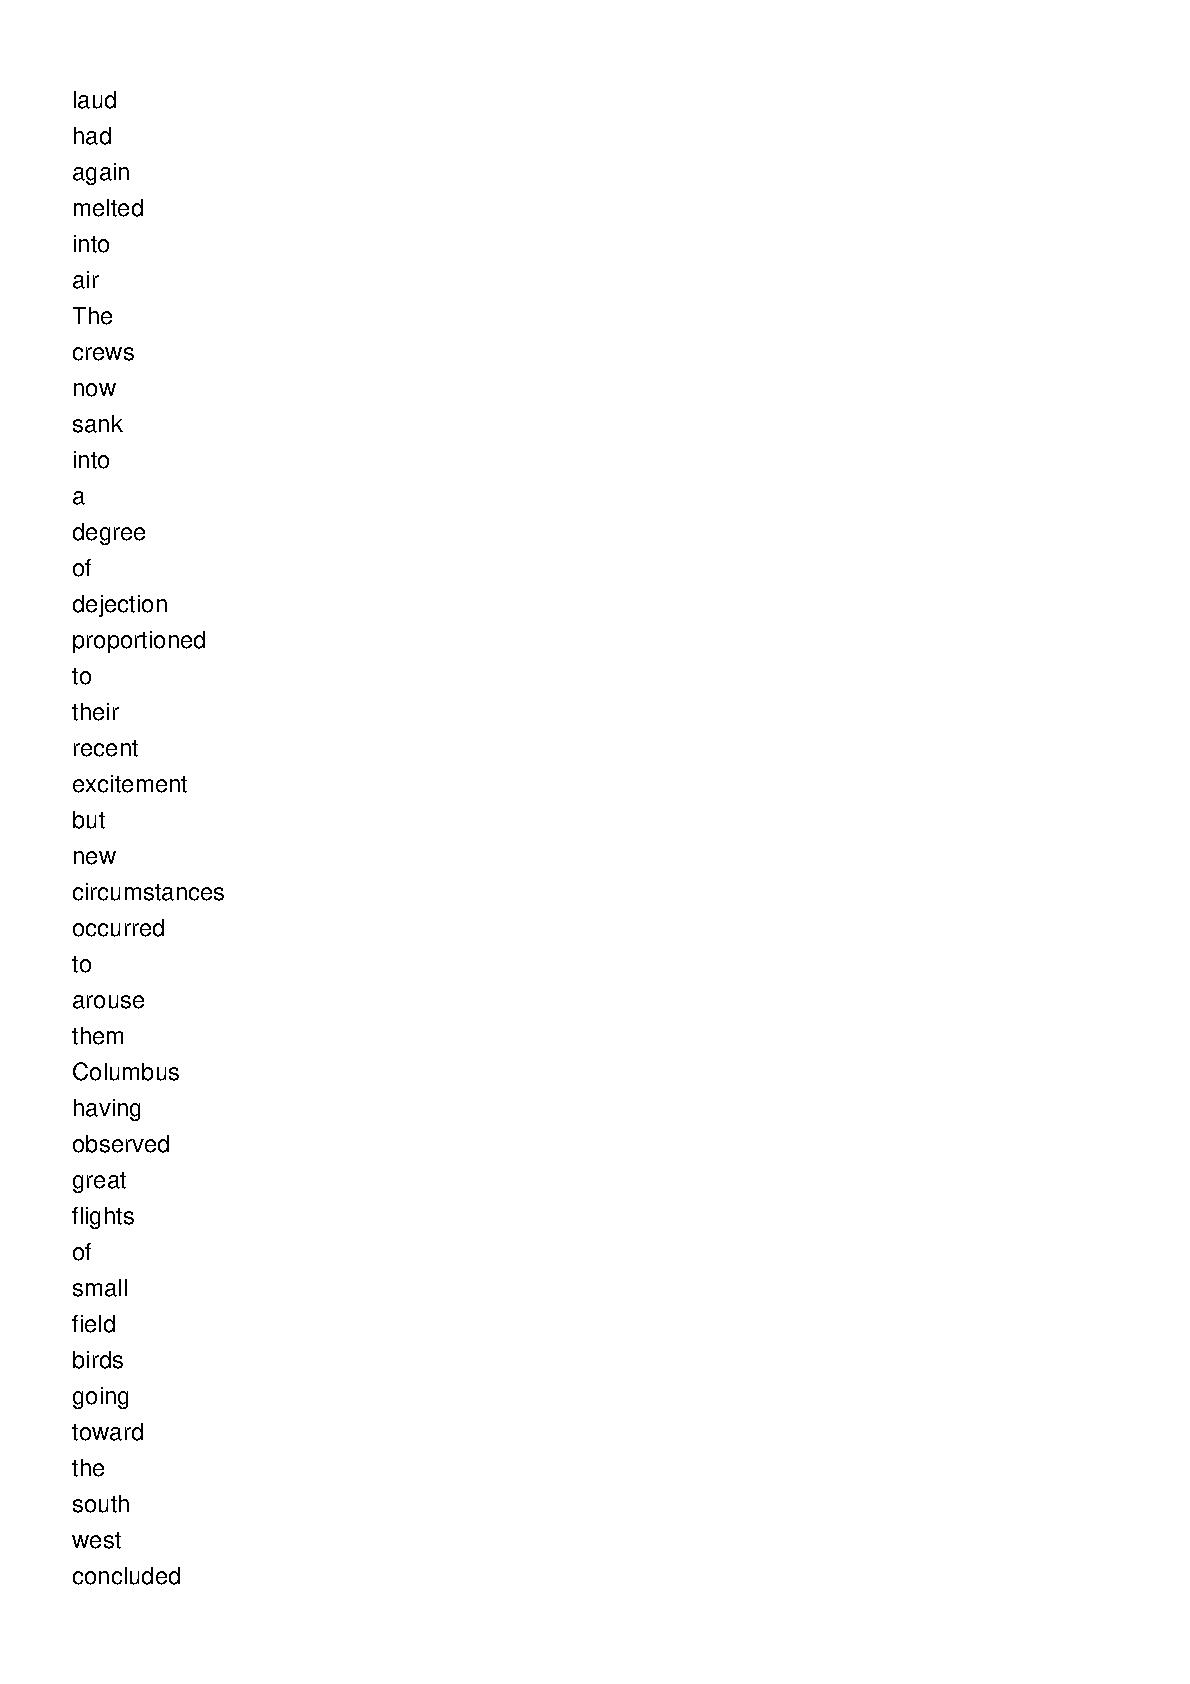 laud
had
again
melted
into
air
The
crews
now
sank
into
a
degree
of
dejection
proportioned
to
their
recent
excitement
but
new
circumstances
occurred
to
arouse
them
Columbus
having
observed
great
flights
of
small
field
birds
going
toward
the
south
west
concluded